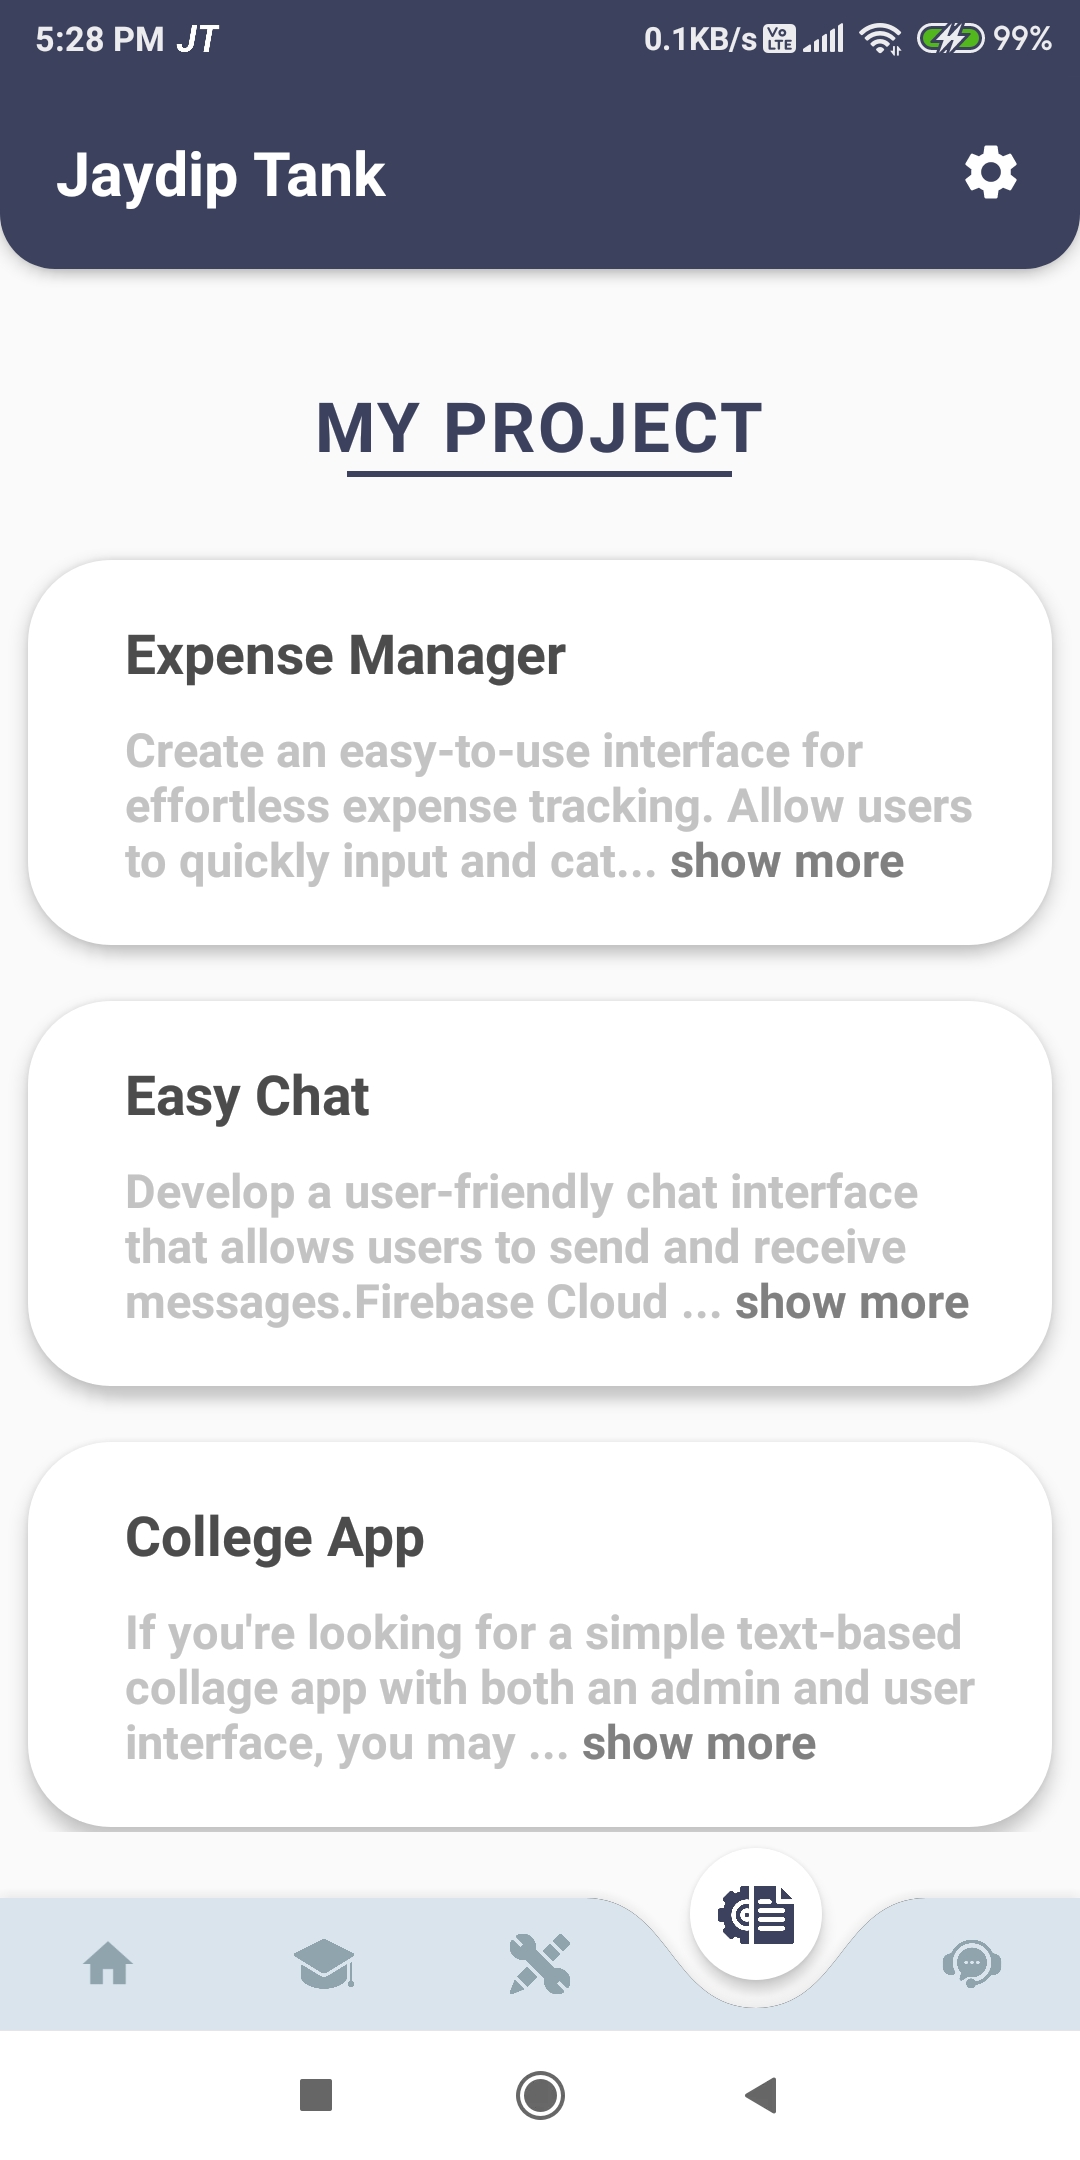 5:28 PM JT 0.1KB/s Vo LTE 99%
Jaydip Tank
MY PROJECT
Expense Manager
Create an easy-to-use interface for
effortless expense tracking. Allow users
to quickly input and cat... show more
Easy Chat
Develop a user-friendly chat interface
that allows users to send and receive
messages.Firebase Cloud ... show more
College App
If you're looking for a simple text-based
collage app with both an admin and user
interface, you may ... show more